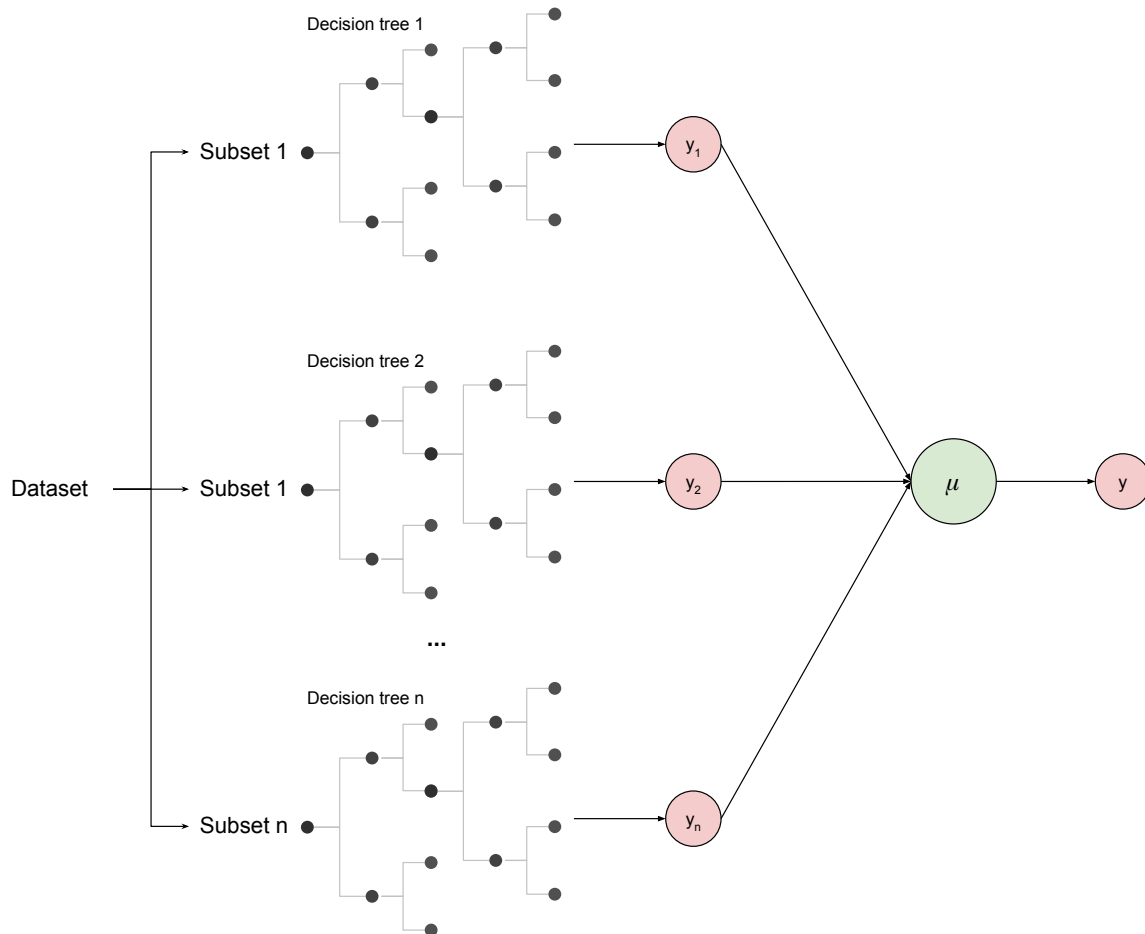 Decision tree 1
Subset 1
y₁
Decision tree 2
Dataset
Subset 1
y₂
μ
y
...
Decision tree n
Subset n
yₙ